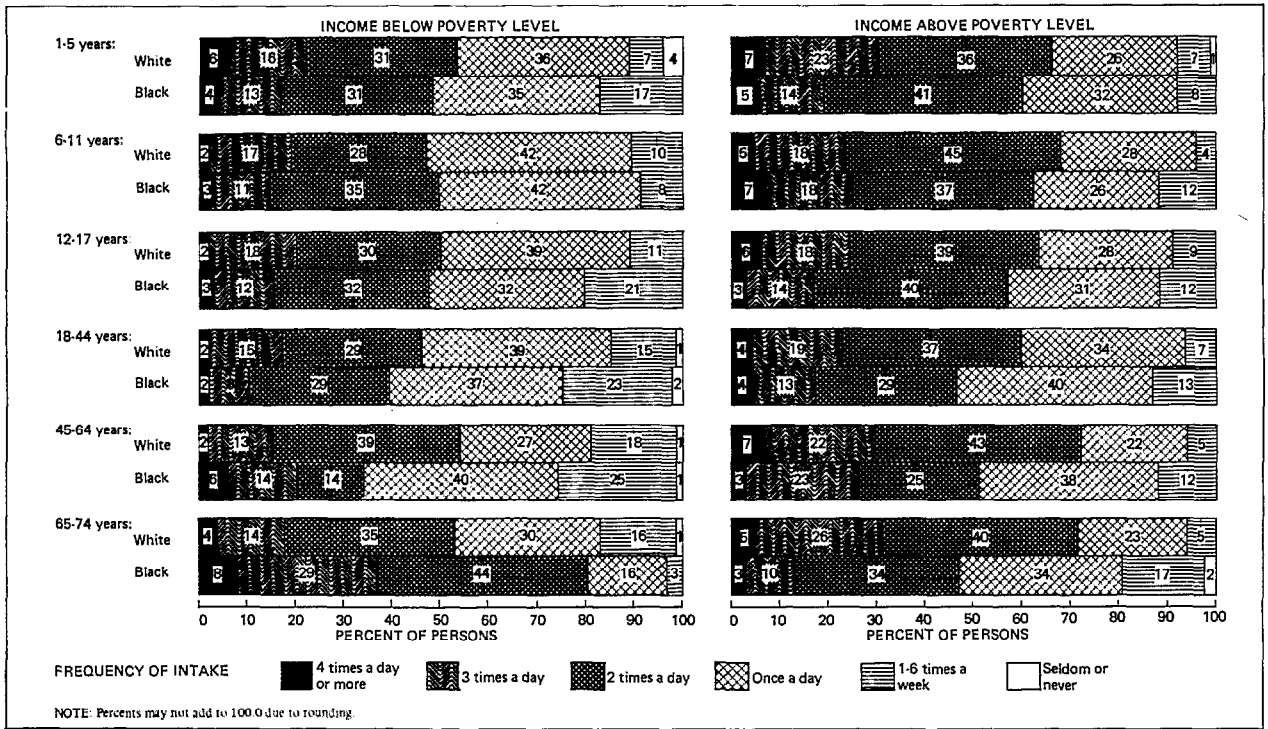 INCOME BELOW POVERTY LEVEL INCOME ABOVE POVERTY LEVEL
1-5 years:
White 6 16 31 36 7 4 7 23 36 26 7 1
Black 4 13 31 35 17 5 14 41 32 8
6-11 years:
White 2 17 28 42 10 6 18 45 28 4
Black 3 11 35 42 8 7 18 37 26 12
12-17 years:
White 2 18 30 39 11 6 18 39 28 9
Black 3 12 32 32 21 3 14 40 31 12
18-44 years:
White 2 15 29 39 15 1 4 19 37 34 7
Black 2 29 37 23 2 4 13 29 40 13
45-64 years:
White 2 13 39 27 18 1 7 22 43 22 5
Black 6 14 14 40 25 1 3 23 25 38 12
65-74 years:
White 4 14 35 30 16 1 26 40 23 5
Black 8 29 44 16 3 3 10 34 34 17 2
0 10 20 30 40 50 60 70 80 90 100 0 10 20 30 40 50 60 70 80 90 100
PERCENT OF PERSONS PERCENT OF PERSONS
FREQUENCY OF INTAKE 4 times a day or more 3 times a day 2 times a day Once a day 1-6 times a week Seldom or never
NOTE: Percents may not add to 100.0 due to rounding.